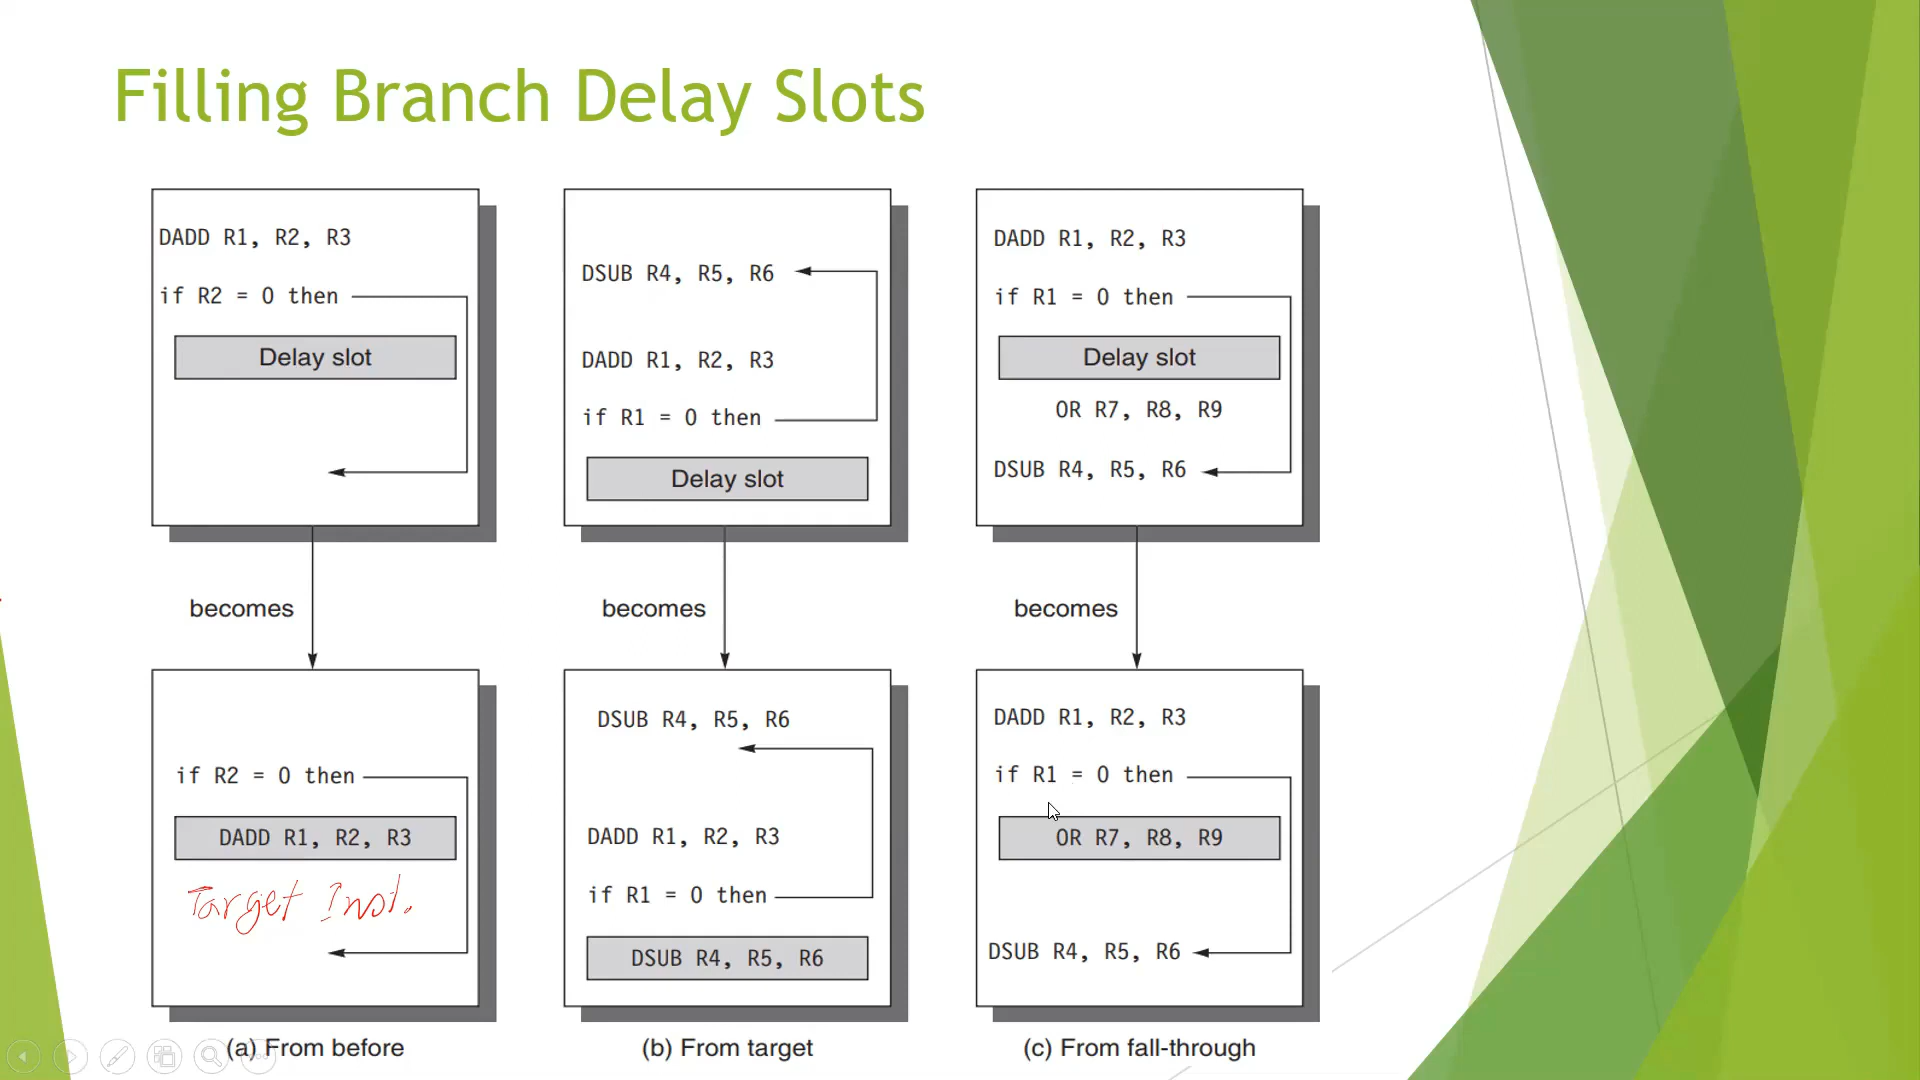 Filling Branch Delay Slots
DADD R1, R2, R3
if R2 = 0 then
Delay slot
becomes
if R2 = 0 then
DADD R1, R2, R3
Target Inst.
(a) From before
DSUB R4, R5, R6
DADD R1, R2, R3
if R1 = 0 then
Delay slot
becomes
DSUB R4, R5, R6
DADD R1, R2, R3
if R1 = 0 then
DSUB R4, R5, R6
(b) From target
DADD R1, R2, R3
if R1 = 0 then
Delay slot
OR R7, R8, R9
DSUB R4, R5, R6
becomes
DADD R1, R2, R3
if R1 = 0 then
OR R7, R8, R9
DSUB R4, R5, R6
(c) From fall-through